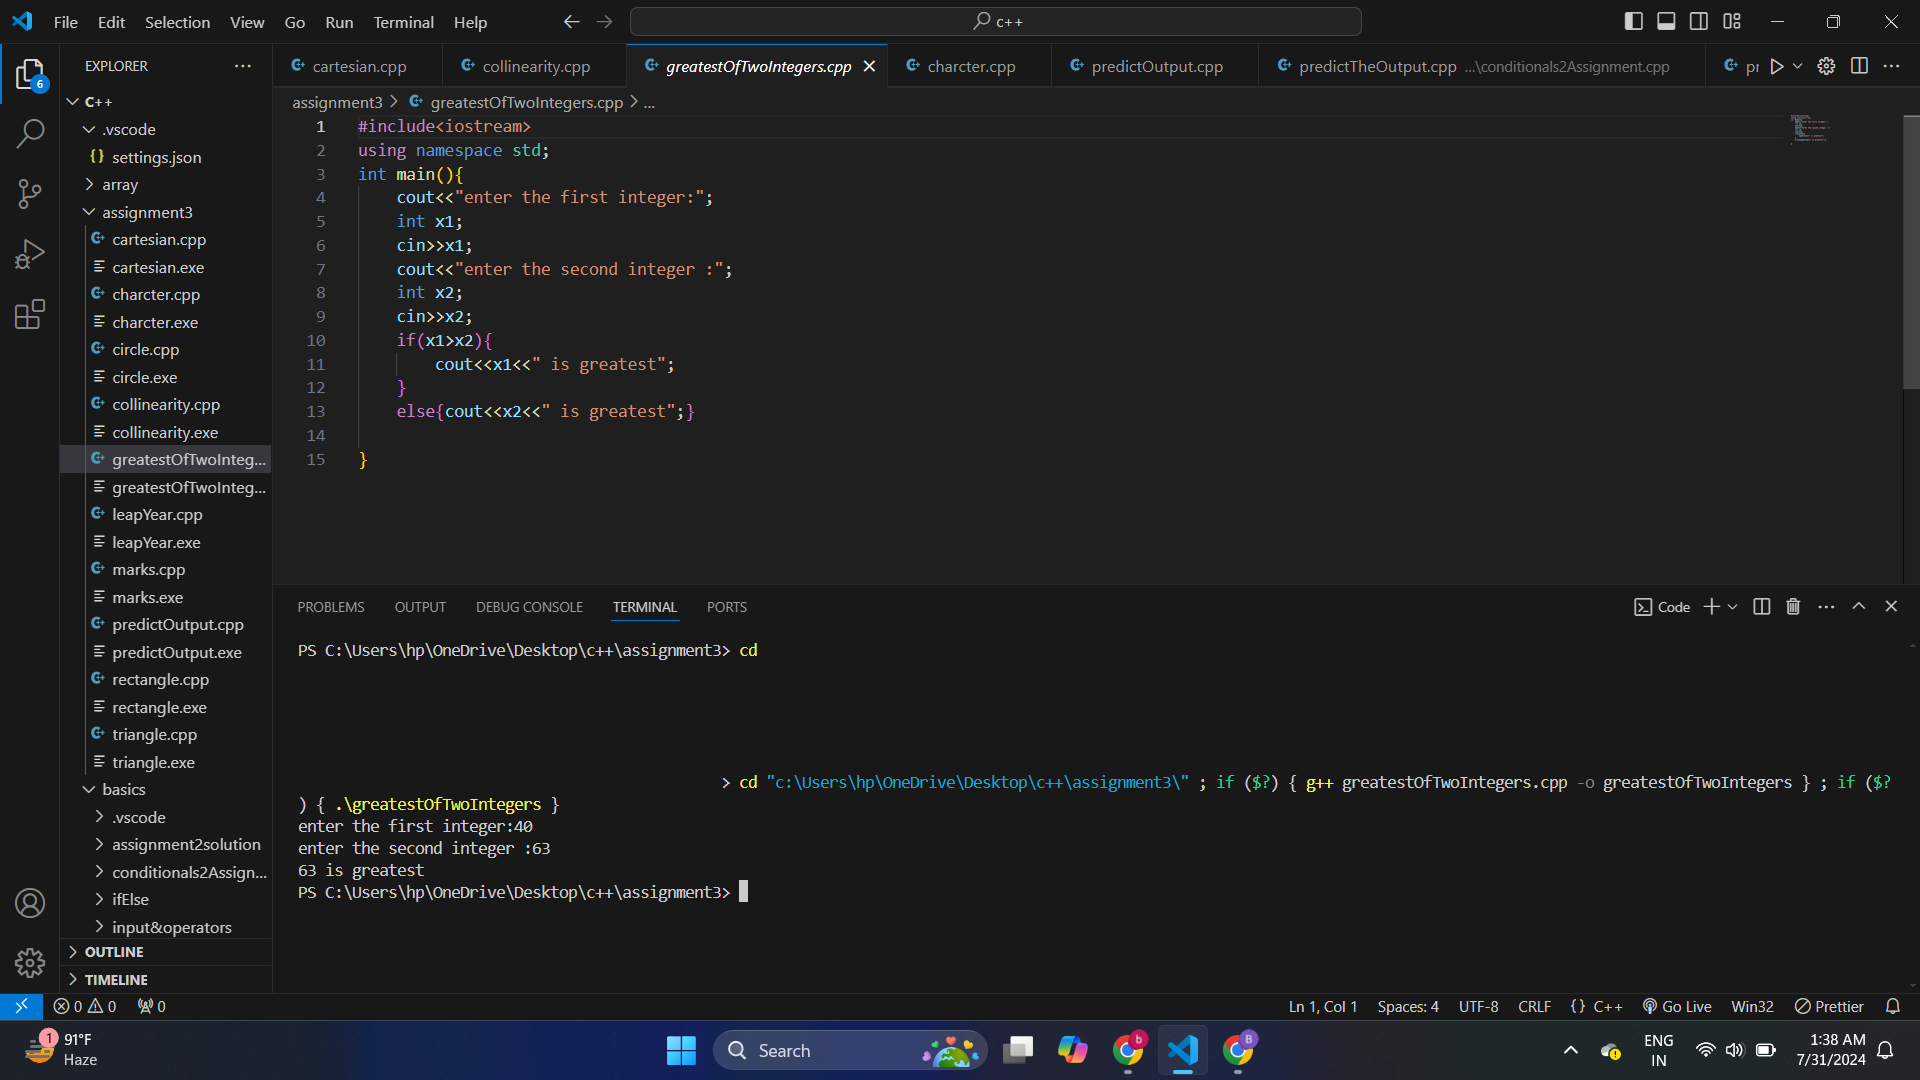 File Edit Selection View Go Run Terminal Help
c++
EXPLORER
6
C++
.vscode
settings.json
array
assignment3
cartesian.cpp
cartesian.exe
charcter.cpp
charcter.exe
circle.cpp
circle.exe
collinearity.cpp
collinearity.exe
greatestOfTwoInteg...
greatestOfTwoInteg...
leapYear.cpp
leapYear.exe
marks.cpp
marks.exe
predictOutput.cpp
predictOutput.exe
rectangle.cpp
rectangle.exe
triangle.cpp
triangle.exe
basics
.vscode
assignment2solution
conditionals2Assign...
ifElse
input&operators
OUTLINE
TIMELINE
cartesian.cpp collinearity.cpp greatestOfTwoIntegers.cpp charcter.cpp predictOutput.cpp predictTheOutput.cpp ...\conditionals2Assignment.cpp pr
assignment3 > greatestOfTwoIntegers.cpp > ...
1 #include<iostream>
2 using namespace std;
3 int main(){
4 cout<<"enter the first integer:";
5 int x1;
6 cin>>x1;
7 cout<<"enter the second integer :";
8 int x2;
9 cin>>x2;
10 if(x1>x2){
11 cout<<x1<<" is greatest";
12 }
13 else{cout<<x2<<" is greatest";}
14
15 }
PROBLEMS OUTPUT DEBUG CONSOLE TERMINAL PORTS
Code
PS C:\Users\hp\OneDrive\Desktop\c++\assignment3> cd
> cd "c:\Users\hp\OneDrive\Desktop\c++\assignment3\" ; if ($?) { g++ greatestOfTwoIntegers.cpp -o greatestOfTwoIntegers } ; if ($?
) { .\greatestOfTwoIntegers }
enter the first integer:40
enter the second integer :63
63 is greatest
PS C:\Users\hp\OneDrive\Desktop\c++\assignment3>
0 0 0
Ln 1, Col 1 Spaces: 4 UTF-8 CRLF {} C++ Go Live Win32 Prettier
1
91°F
Haze
Search
b
B
ENG
IN
1:38 AM
7/31/2024